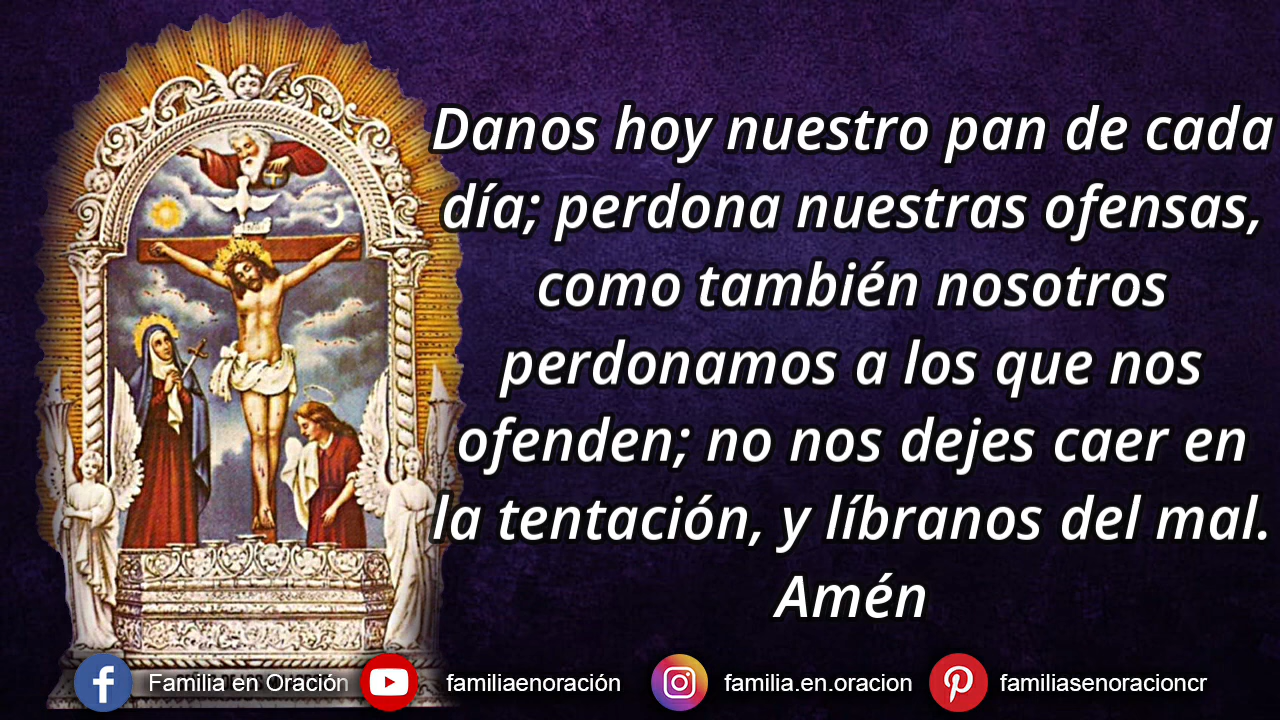 Danos hoy nuestro pan de cada
día; perdona nuestras ofensas,
como también nosotros
perdonamos a los que nos
ofenden; no nos dejes caer en
la tentación, y líbranos del mal.
Amén
Familia en Oración
familiaenoración
familia.en.oracion
familiasenoracioncr